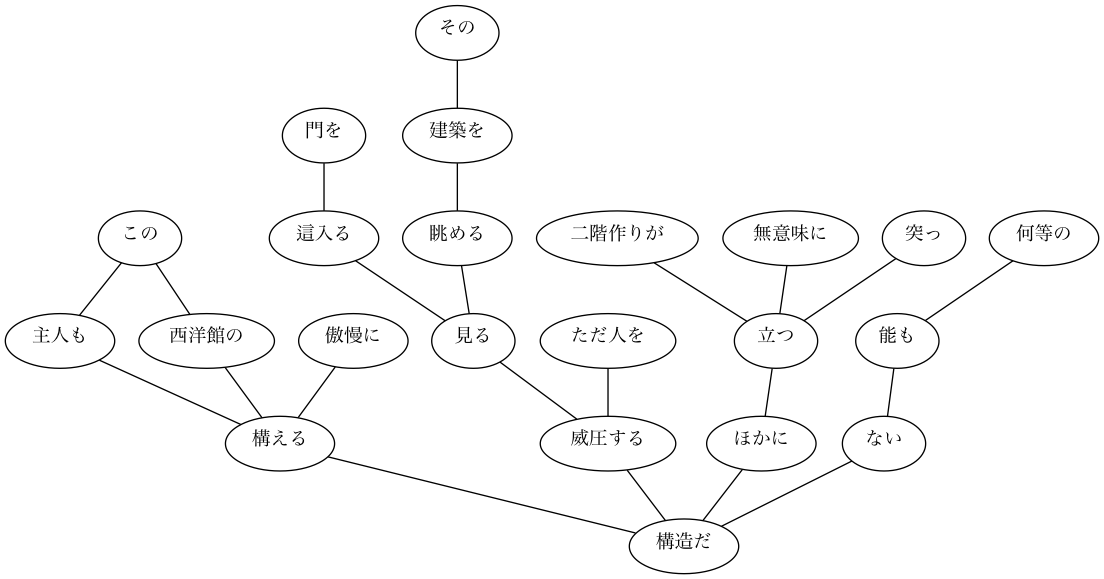 その
門を
建築を
この
這入る
眺める
二階作りが
無意味に
突っ
何等の
主人も
西洋館の
傲慢に
見る
ただ人を
立つ
能も
構える
威圧する
ほかに
ない
構造だ